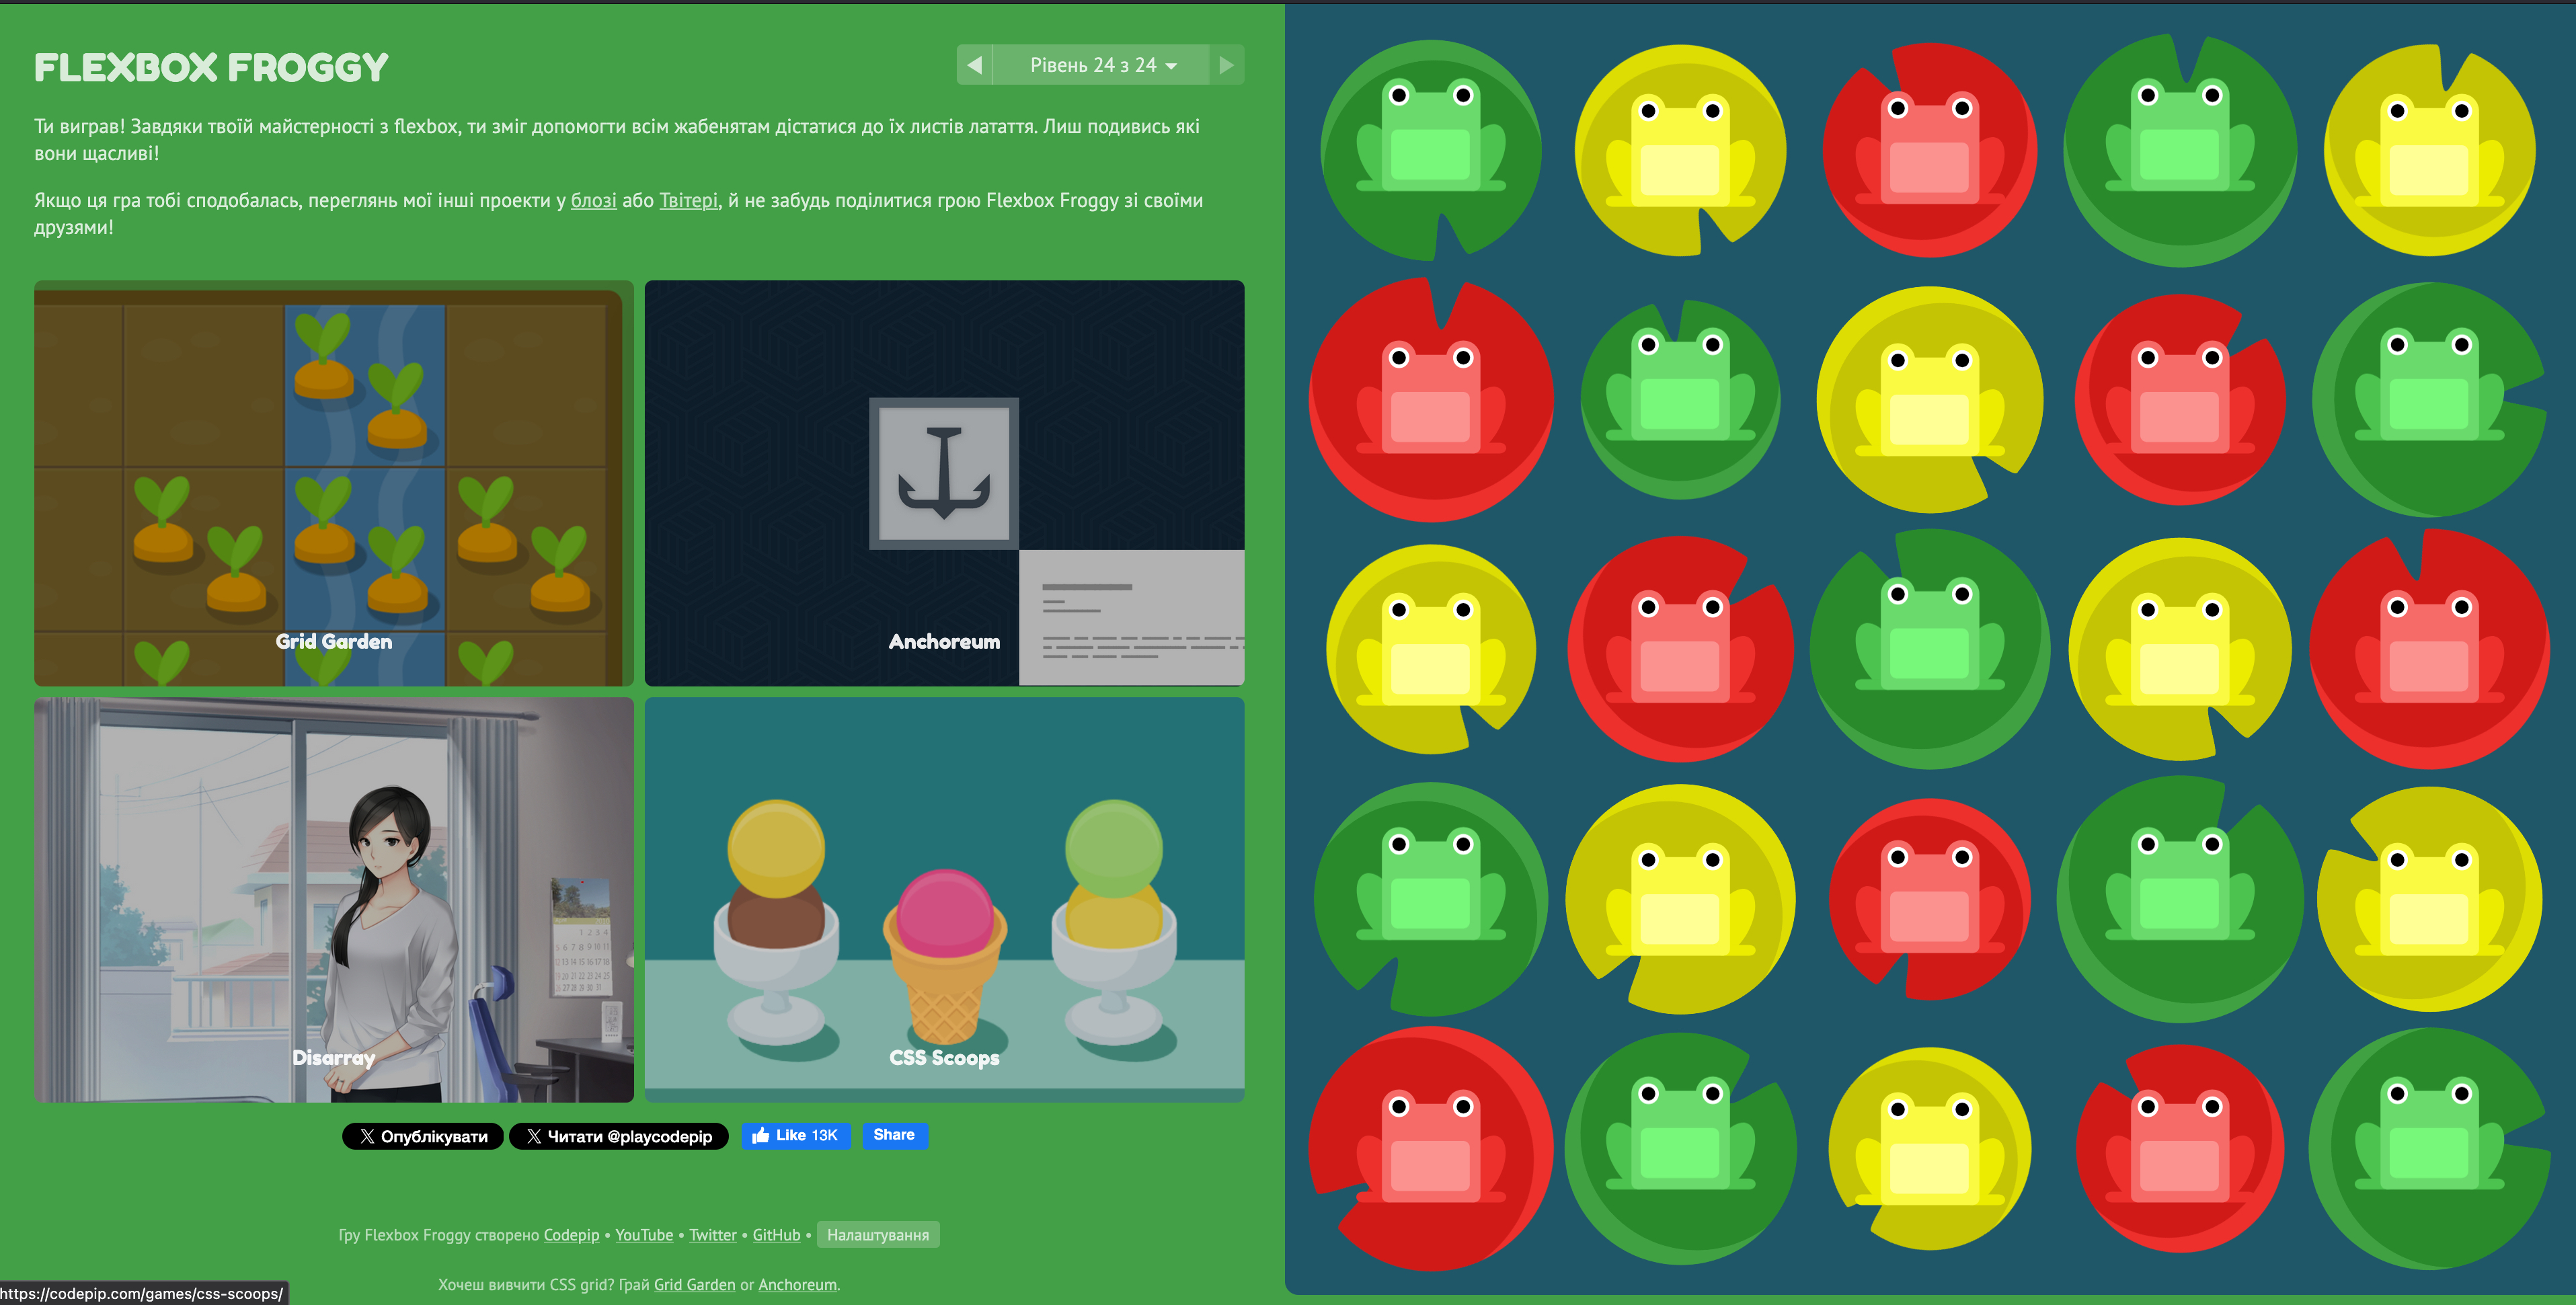 FLEXBOX FROGGY
Рівень 24 з 24
Ти виграв! Завдяки твоїй майстерності з flexbox, ти зміг допомогти всім жабенятам дістатися до їх листів латаття. Лиш подивись які
вони щасливі!
Якщо ця гра тобі сподобалась, переглянь мої інші проекти у блозі або Твітері, й не забудь поділитися грою Flexbox Froggy зі своїми
друзями!
Grid Garden
Anchoreum
Disarray
CSS Scoops
Опублікувати
Читати @playcodepip
Like 13K
Share
Гру Flexbox Froggy створено Codepip • YouTube • Twitter • GitHub • Налаштування
Хочеш вивчити CSS grid? Грай Grid Garden or Anchoreum.
https://codepip.com/games/css-scoops/